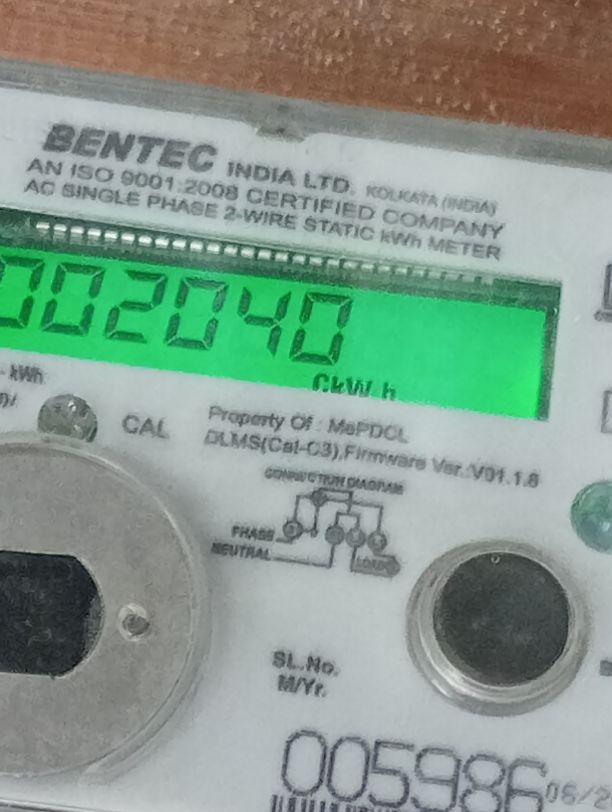 BENTEC INDIA LTD. KOLKATA (INDIA)
AN ISO 9001:2008 CERTIFIED COMPANY
AC SINGLE PHASE 2-WIRE STATIC kWh METER
002040
CkW h
kWh
CAL
Property Of : MePDCL
DLMS(Cat-C3),Firmware Ver.:V01.1.6
CONNECTION DIAGRAM
PHASE
NEUTRAL
LOAD
SL.No.
M/Yr.
005986